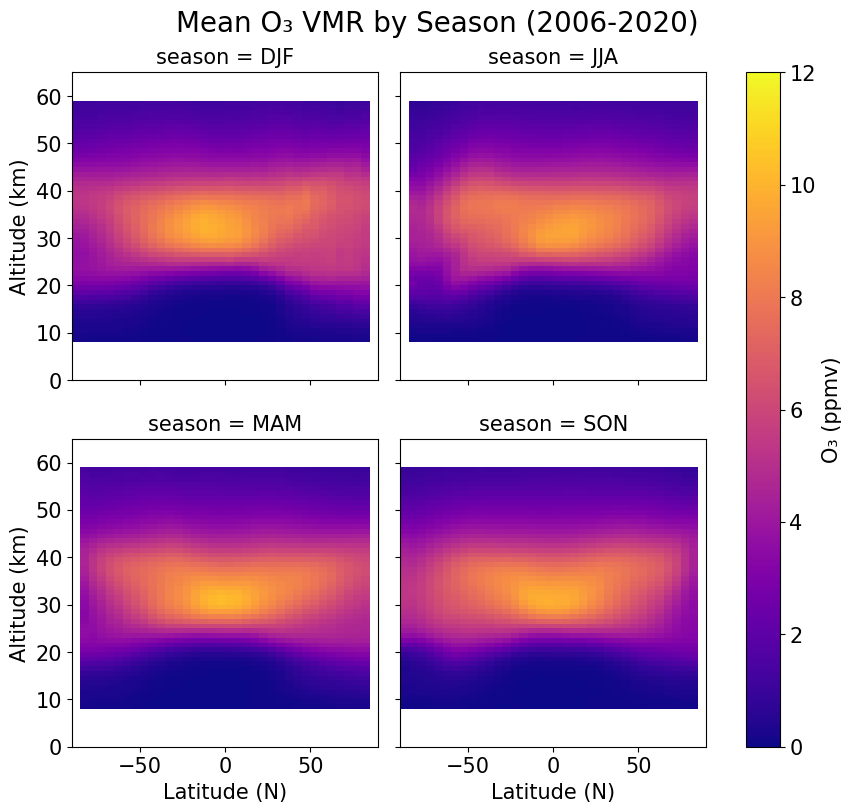 Mean O₃ VMR by Season (2006-2020)
season = DJF
season = JJA
60
50
40
30
20
10
0
Altitude (km)
12
10
8
6
4
2
0
O₃ (ppmv)
season = MAM
season = SON
60
50
40
30
20
10
0
Altitude (km)
−50 0 50
Latitude (N)
−50 0 50
Latitude (N)